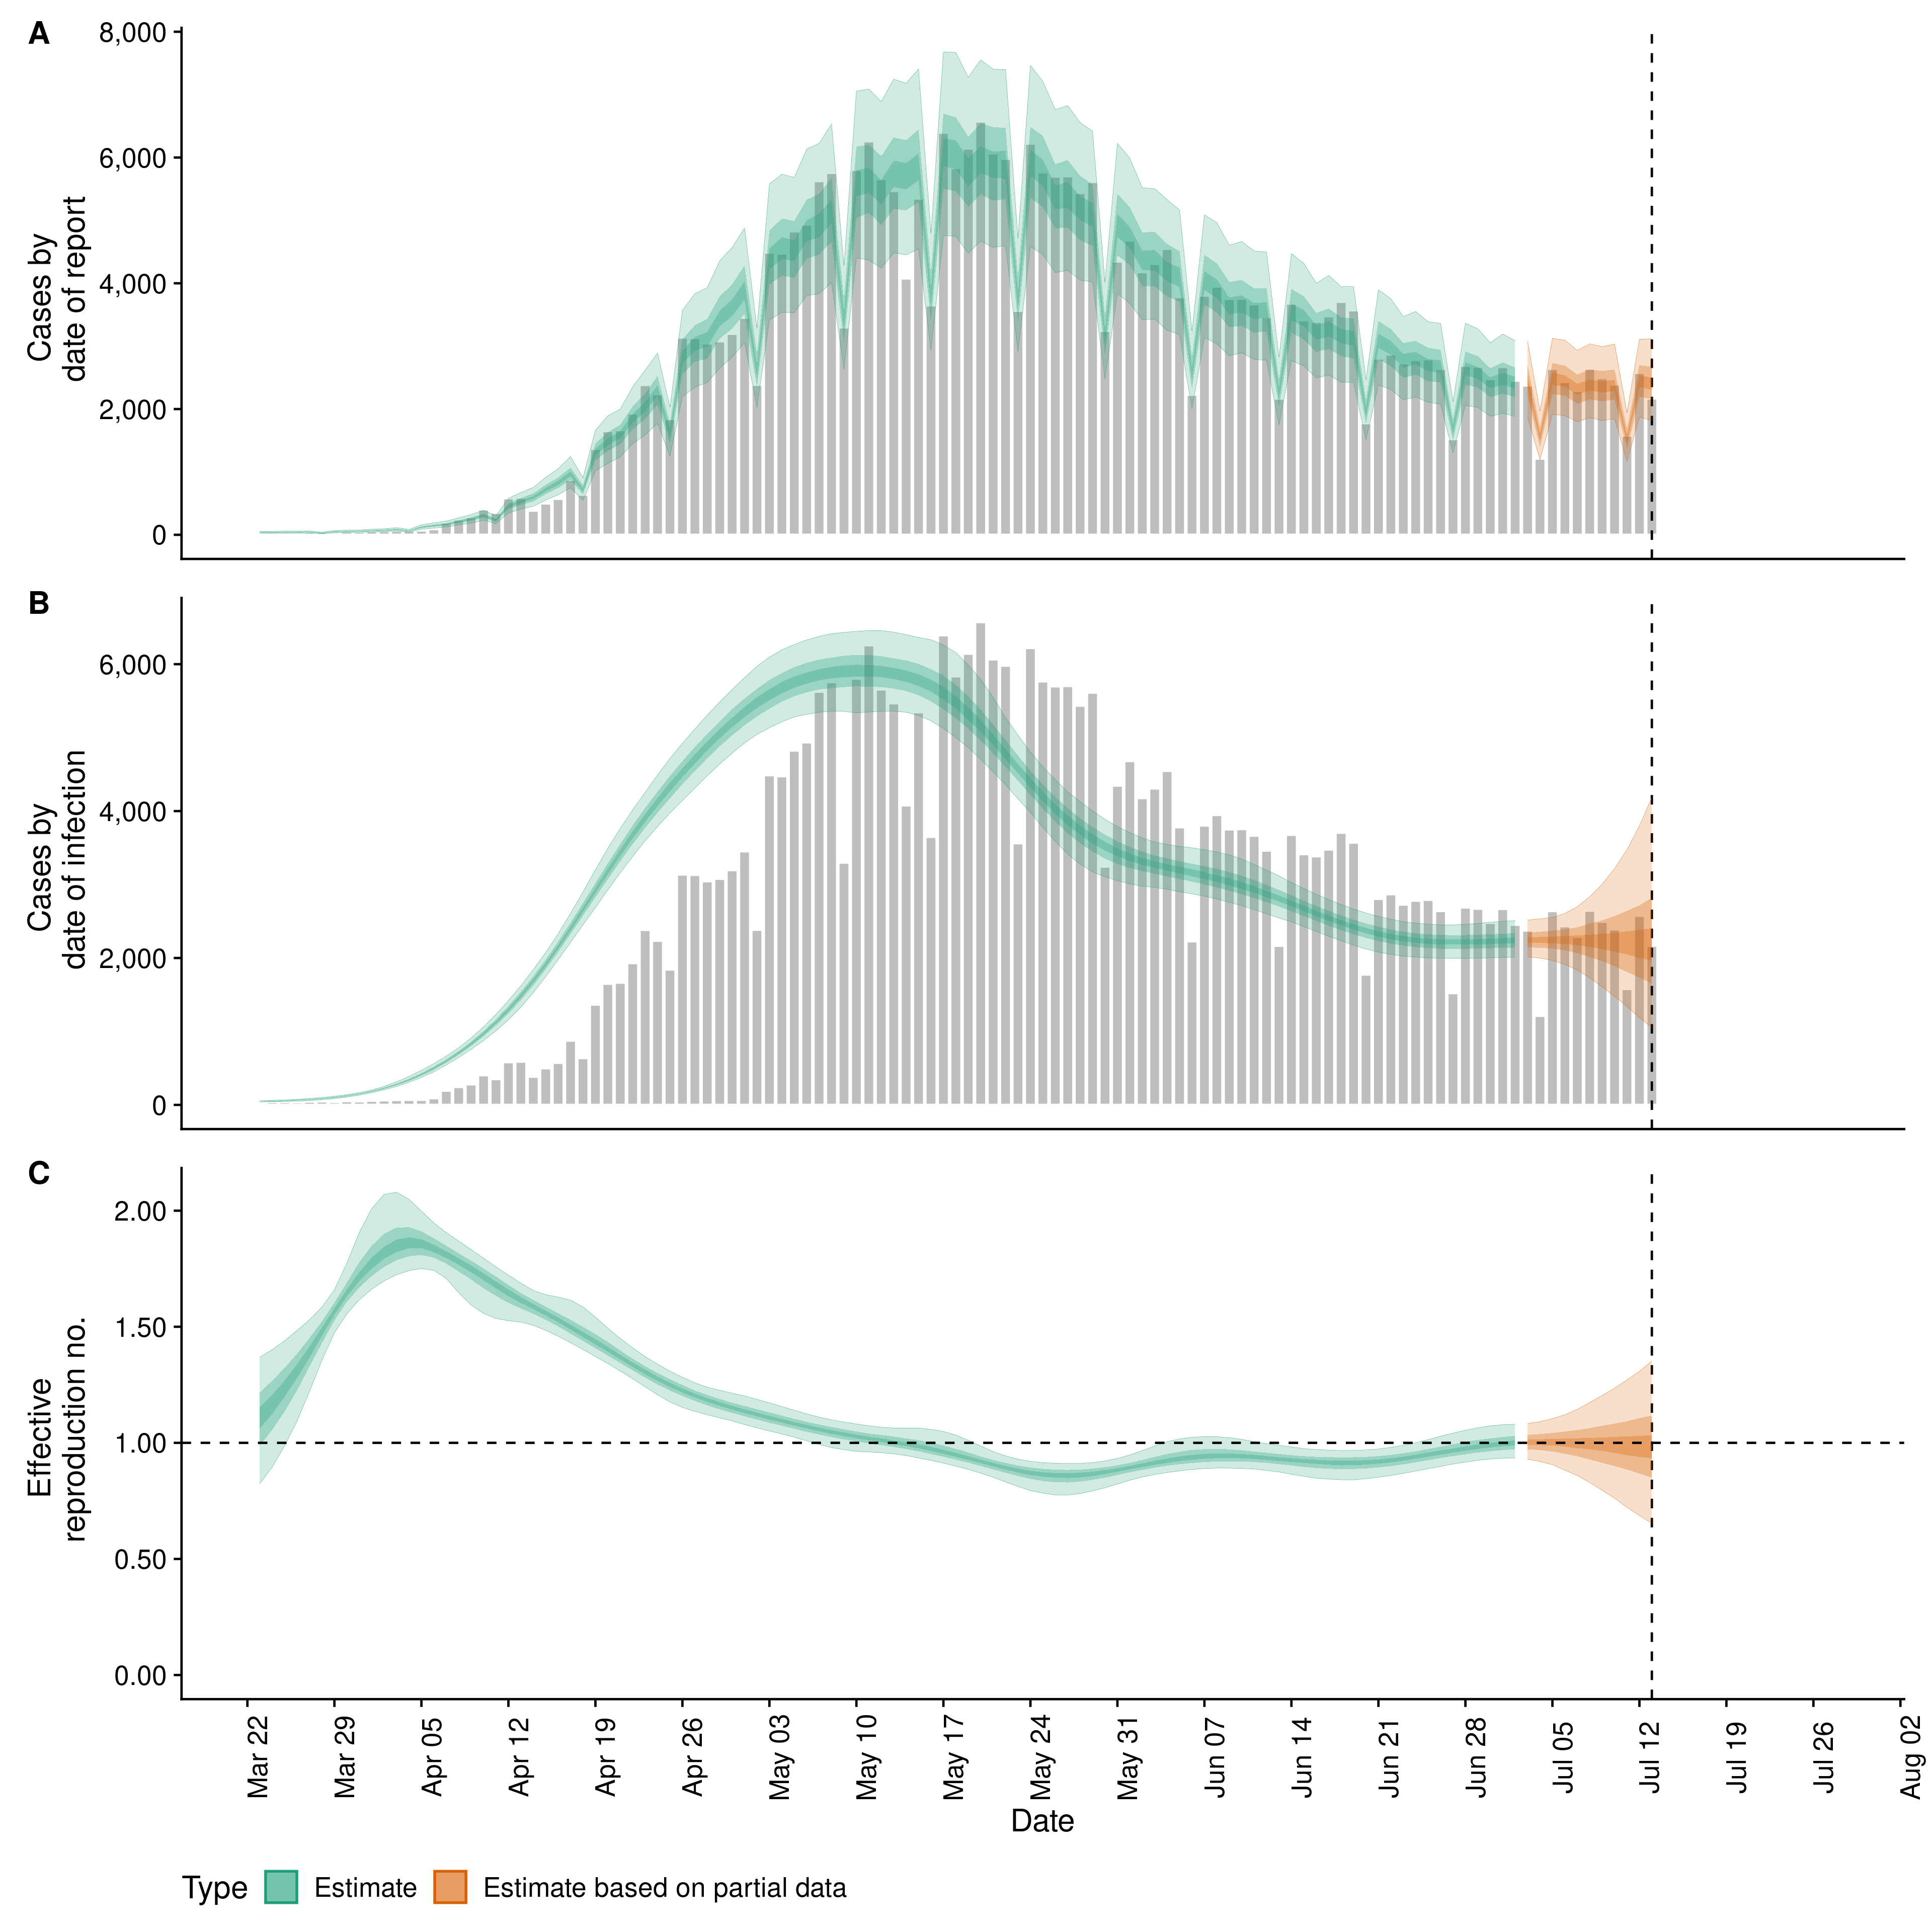 A
8,000
6,000
4,000
2,000
0
Cases by
date of report
B
6,000
4,000
2,000
0
Cases by
date of infection
C
2.00
1.50
1.00
0.50
0.00
Effective
reproduction no.
Mar 22
Mar 29
Apr 05
Apr 12
Apr 19
Apr 26
May 03
May 10
May 17
May 24
May 31
Jun 07
Jun 14
Jun 21
Jun 28
Jul 05
Jul 12
Jul 19
Jul 26
Aug 02
Date
Type Estimate Estimate based on partial data